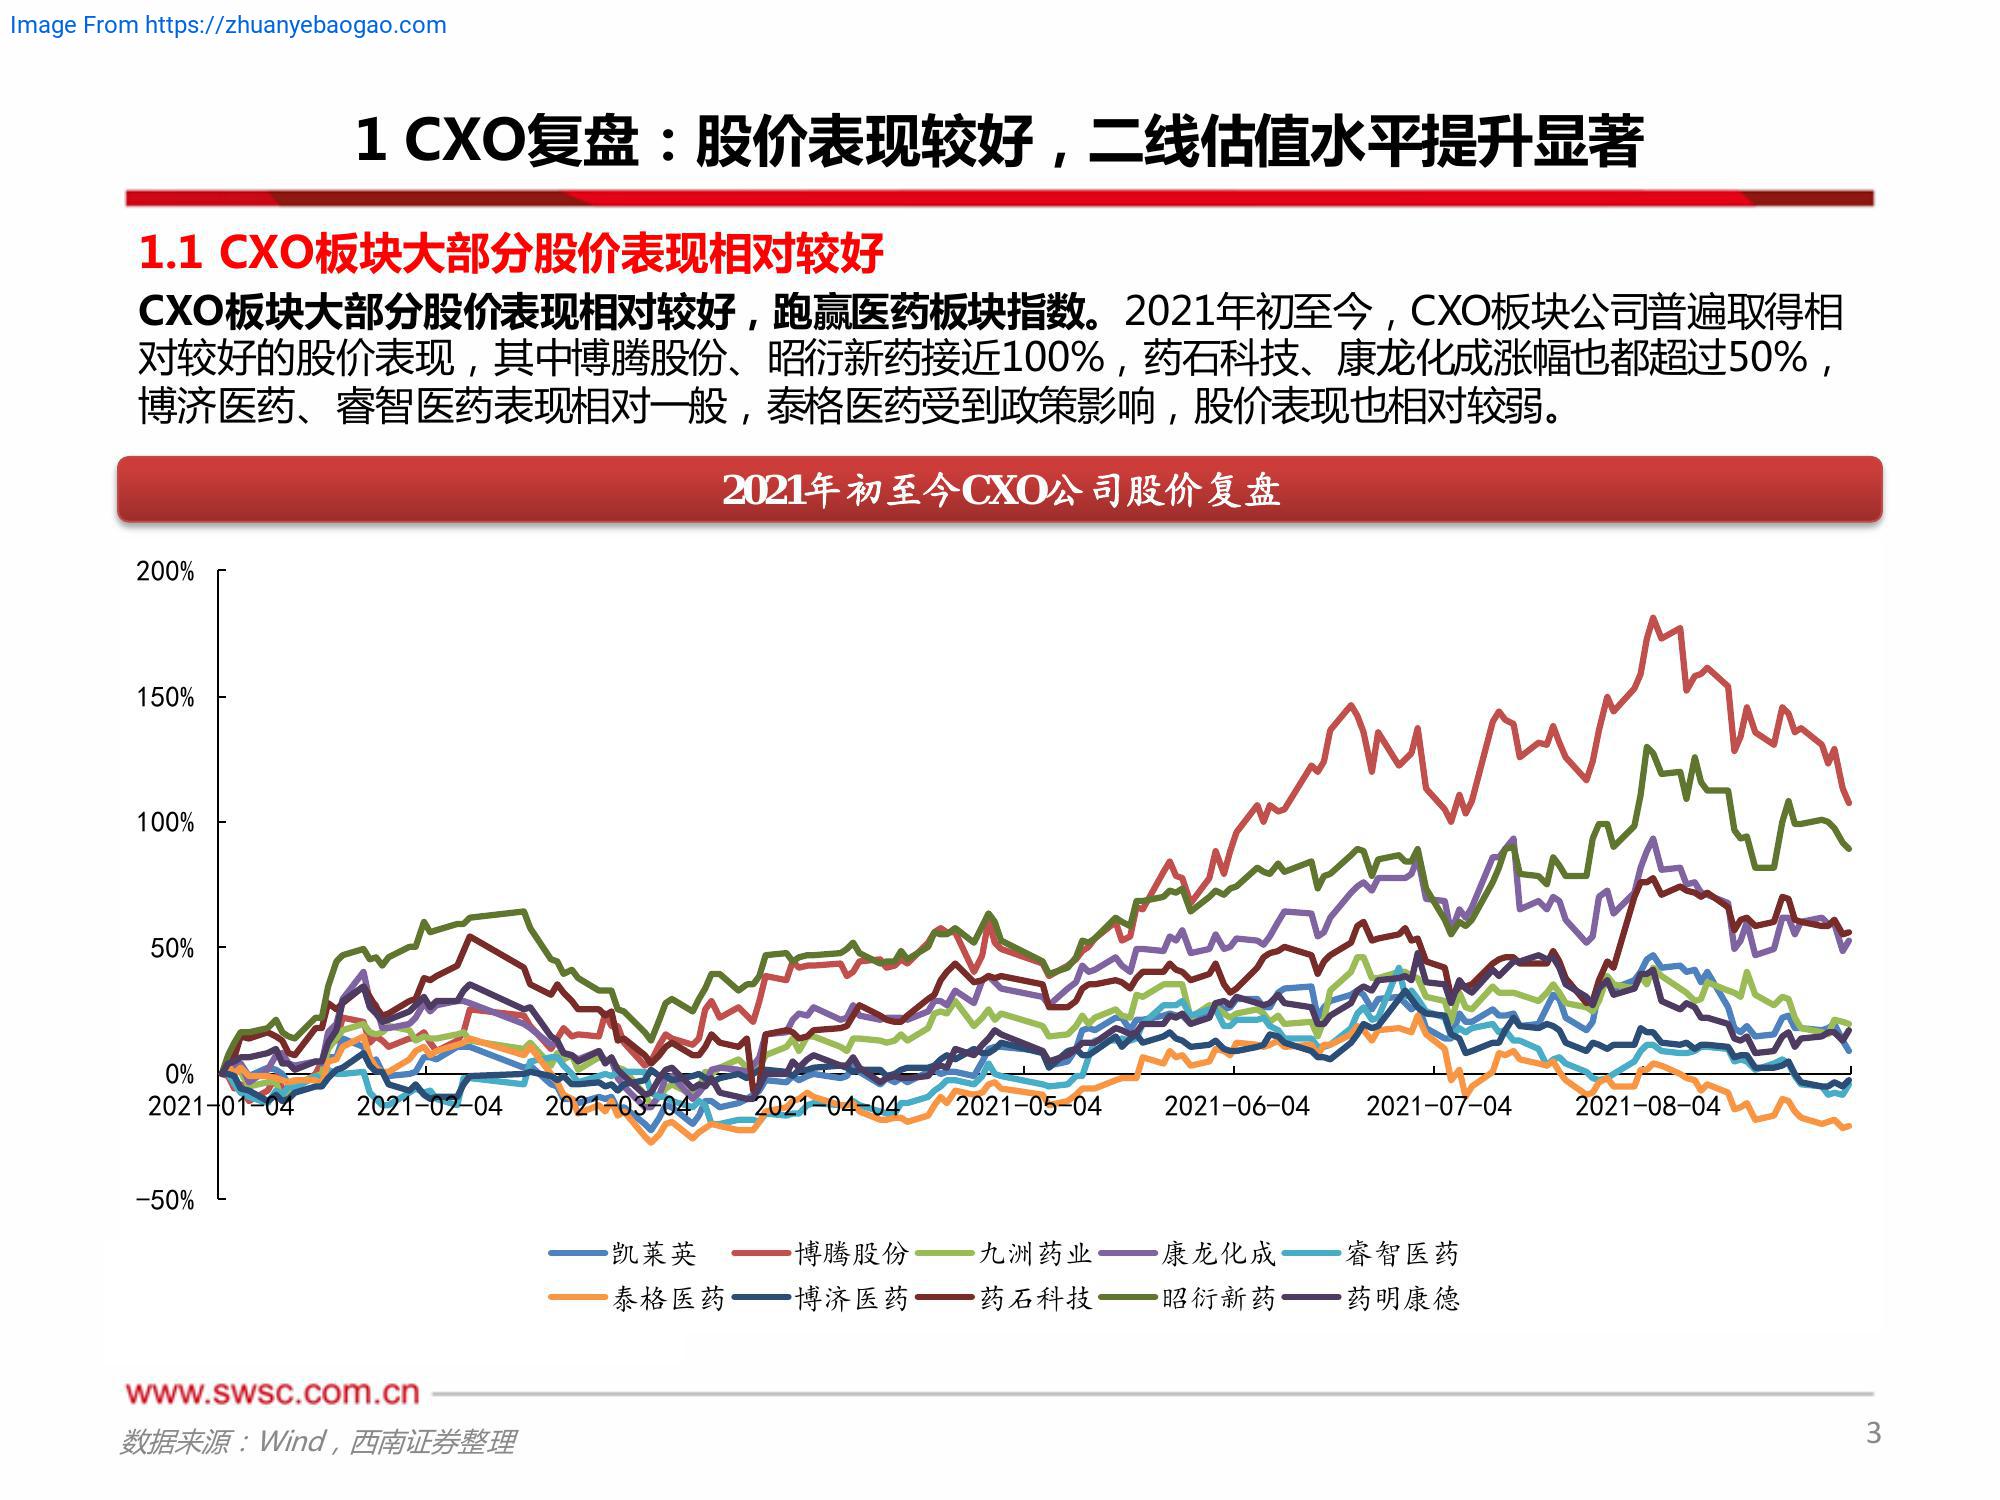 Image From https://zhuanyebaogao.com
1 CXO复盘：股价表现较好，二线估值水平提升显著
1.1 CXO板块大部分股价表现相对较好
CXO板块大部分股价表现相对较好，跑赢医药板块指数。2021年初至今，CXO板块公司普遍取得相
对较好的股价表现，其中博腾股份、昭衍新药接近100%，药石科技、康龙化成涨幅也都超过50%，
博济医药、睿智医药表现相对一般，泰格医药受到政策影响，股价表现也相对较弱。
2021年初至今CXO公司股价复盘
200%
150%
100%
50%
0%
2021-01-04 2021-02-04 2021-03-04 2021-04-04 2021-05-04 2021-06-04 2021-07-04 2021-08-04
-50%
凯莱英 博腾股份 九洲药业 康龙化成 睿智医药
泰格医药 博济医药 药石科技 昭衍新药 药明康德
www.swsc.com.cn
数据来源：Wind，西南证券整理
3